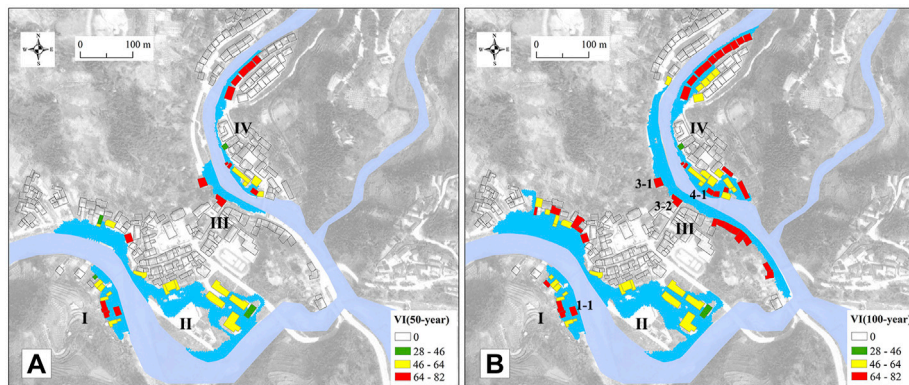 N
W E
S
0 100 m
IV
III
I
II
A
VI(50-year)
0
28 - 46
46 - 64
64 - 82
N
W E
S
0 100 m
IV
3-1
3-2
4-1
III
I
1-1
II
B
VI(100-year)
0
28 - 46
46 - 64
64 - 82